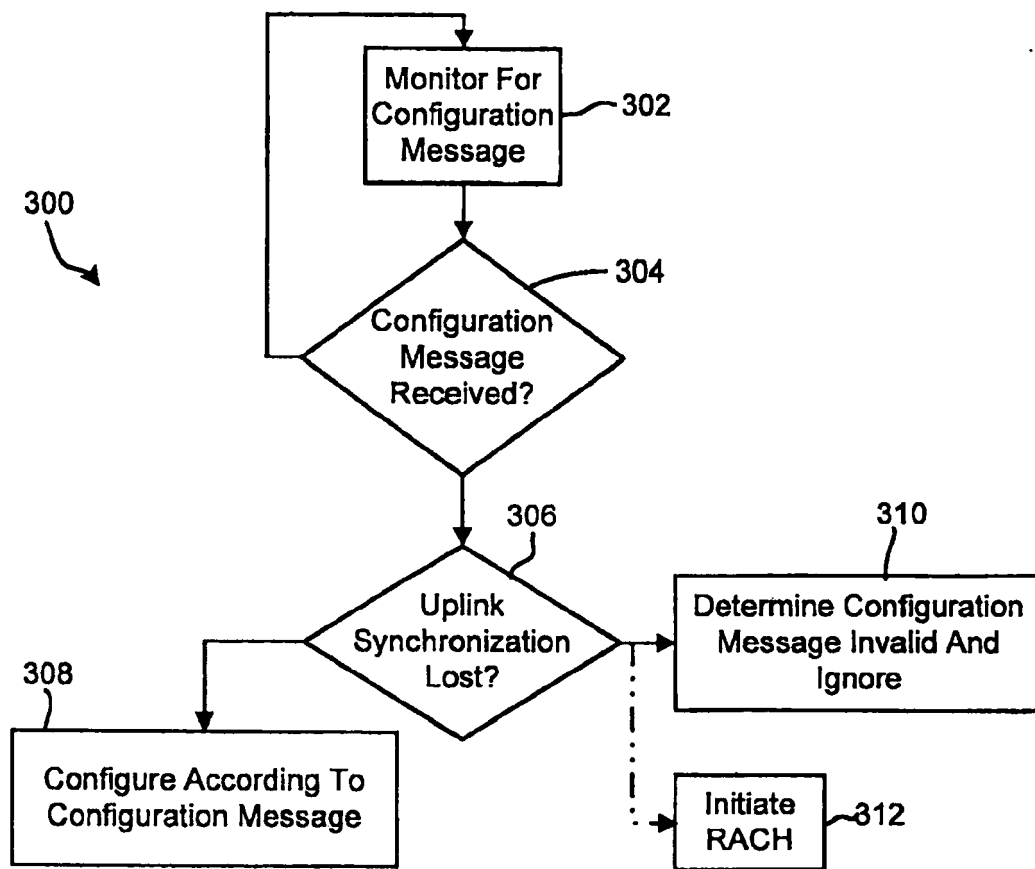 Monitor For
Configuration
Message
302
300
304
Configuration
Message
Received?
306
310
Uplink
Synchronization
Lost?
Determine Configuration
Message Invalid And
Ignore
308
Configure According To
Configuration Message
Initiate
RACH
312